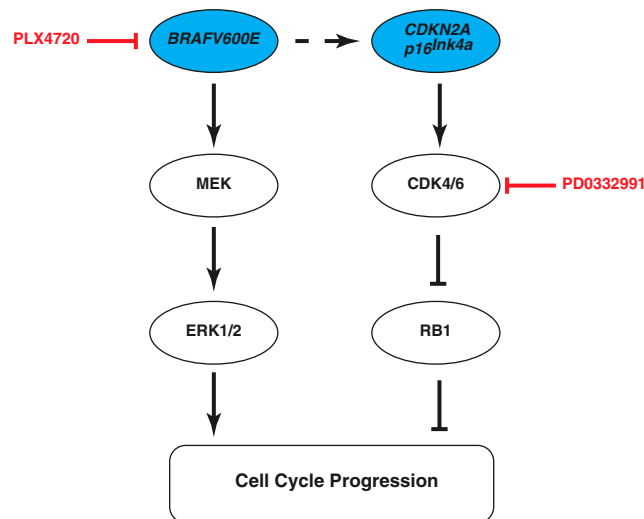 PLX4720
BRAFV600E
CDKN2A
p16Ink4a
MEK
CDK4/6
PD0332991
ERK1/2
RB1
Cell Cycle Progression